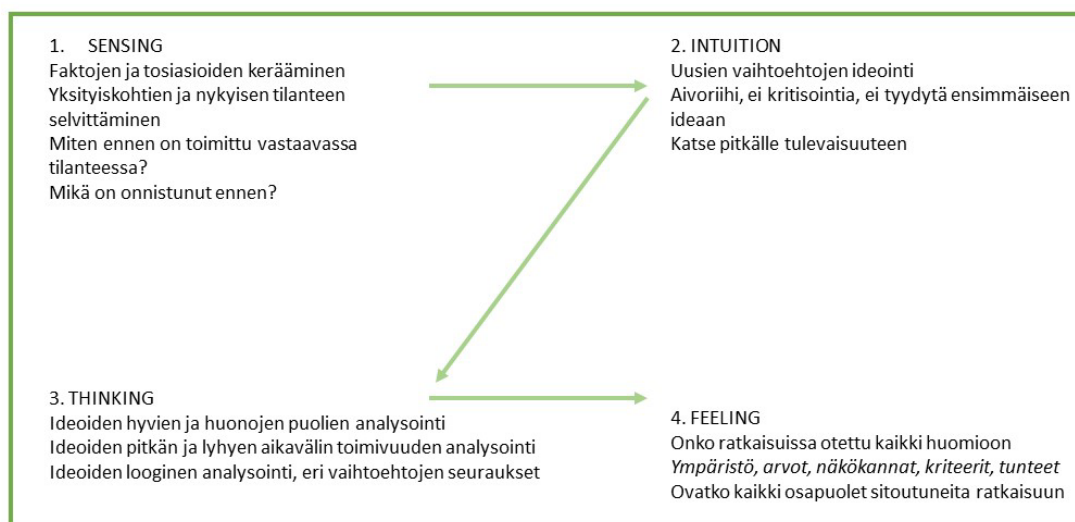 1. SENSING
Faktojen ja tosiasioiden kerääminen
Yksityiskohtien ja nykyisen tilanteen
selvittäminen
Miten ennen on toimittu vastaavassa
tilanteessa?
Mikä on onnistunut ennen?
2. INTUITION
Uusien vaihtoehtojen ideointi
Aivoriihi, ei kritisointia, ei tyydytä ensimmäiseen
ideaan
Katse pitkälle tulevaisuuteen
3. THINKING
Ideoiden hyvien ja huonojen puolien analysointi
Ideoiden pitkän ja lyhyen aikavälin toimivuuden analysointi
Ideoiden looginen analysointi, eri vaihtoehtojen seuraukset
4. FEELING
Onko ratkaisuissa otettu kaikki huomioon
Ympäristö, arvot, näkökannat, kriteerit, tunteet
Ovatko kaikki osapuolet sitoutuneita ratkaisuun